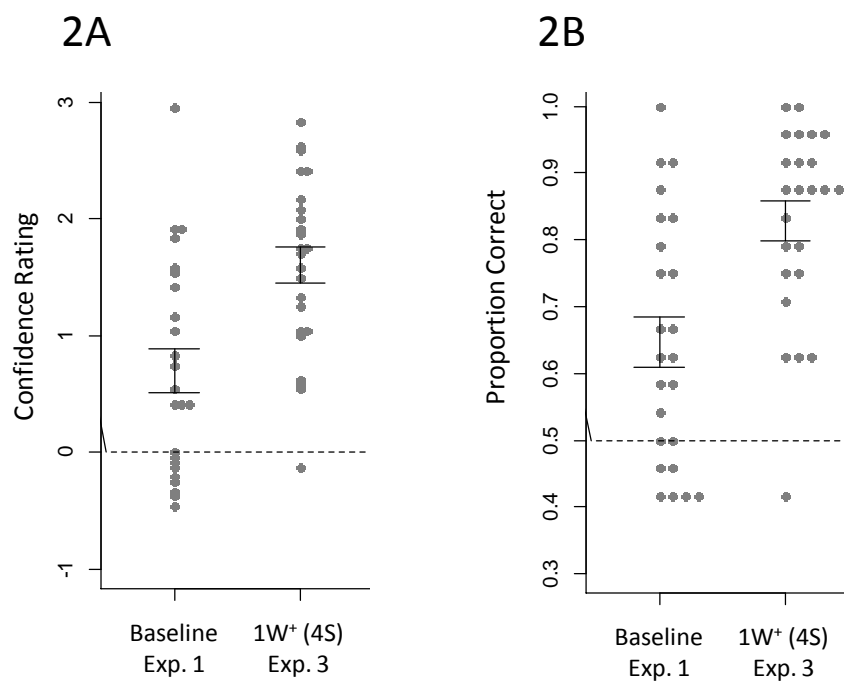 2A
2B
Confidence Rating
3
2
1
0
-1
Baseline
Exp. 1
1W⁺ (4S)
Exp. 3
Proportion Correct
1.0
0.9
0.8
0.7
0.6
0.5
0.4
0.3
Baseline
Exp. 1
1W⁺ (4S)
Exp. 3